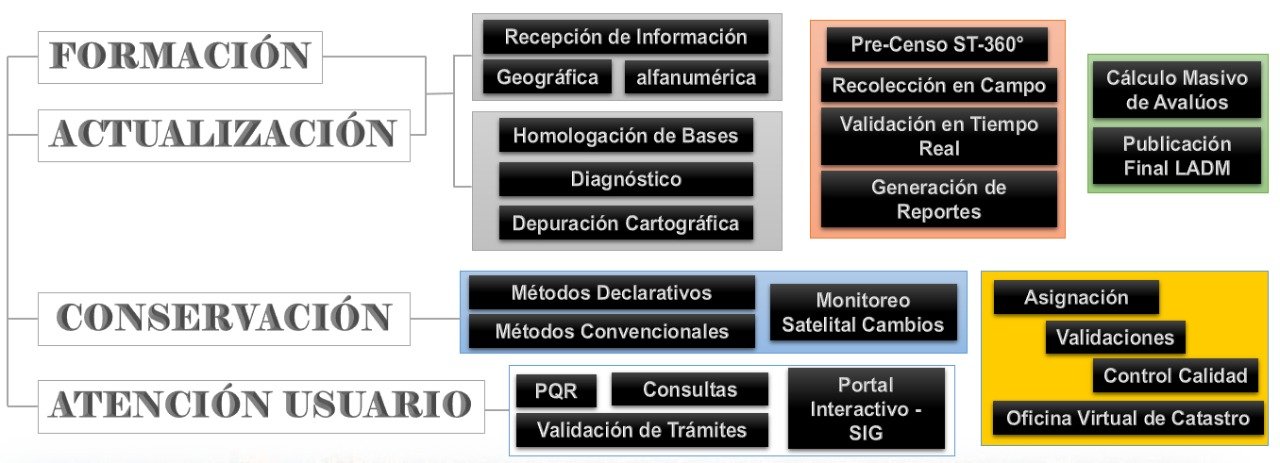 FORMACIÓN
ACTUALIZACIÓN
Recepción de Información
Geográfica
alfanumérica
Homologación de Bases
Diagnóstico
Depuración Cartográfica
Pre-Censo ST-360°
Recolección en Campo
Validación en Tiempo
Real
Generación de
Reportes
Cálculo Masivo
de Avalúos
Publicación
Final LADM
CONSERVACIÓN
Métodos Declarativos
Métodos Convencionales
Monitoreo
Satelital Cambios
Asignación
Validaciones
Control Calidad
Oficina Virtual de Catastro
ATENCIÓN USUARIO
PQR
Consultas
Validación de Trámites
Portal
Interactivo -
SIG